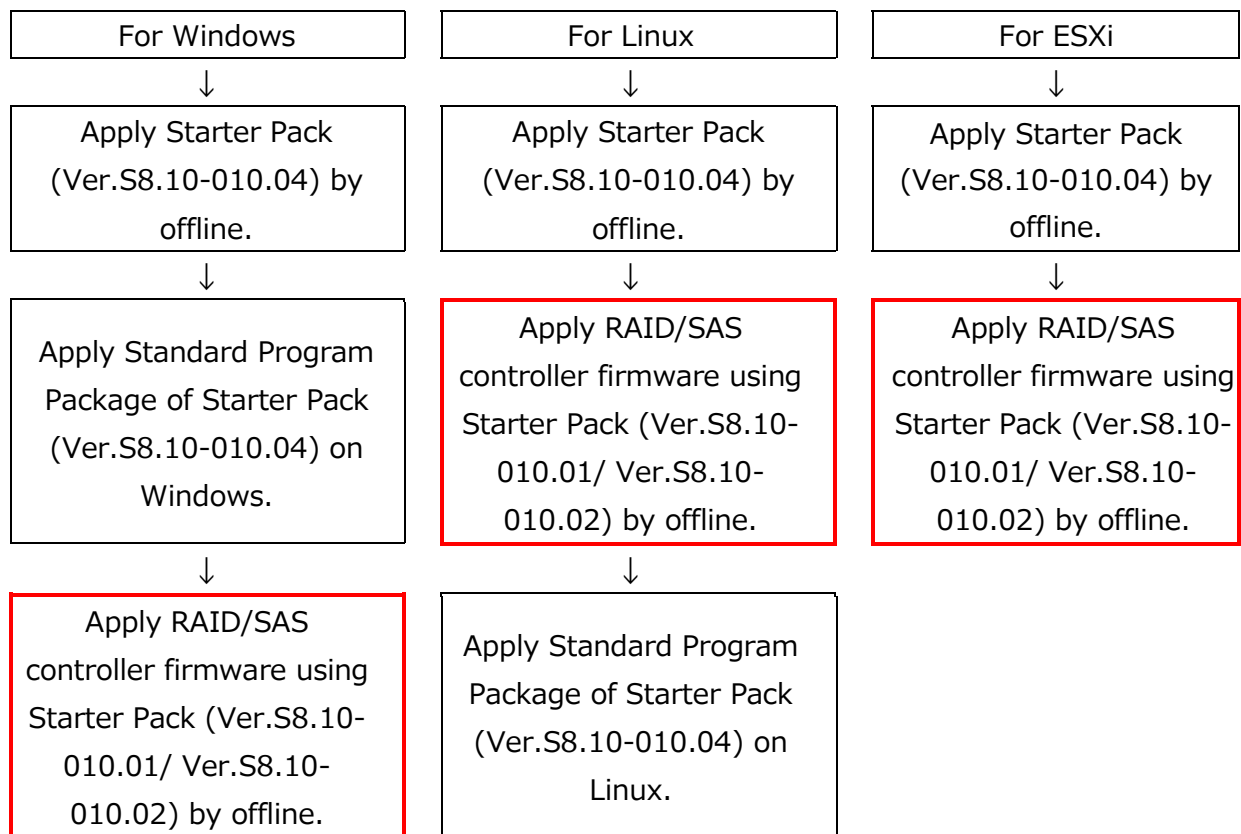 For Windows
↓
Apply Starter Pack
(Ver.S8.10-010.04) by
offline.
↓
Apply Standard Program
Package of Starter Pack
(Ver.S8.10-010.04) on
Windows.
↓
Apply RAID/SAS
controller firmware using
Starter Pack (Ver.S8.10-
010.01/ Ver.S8.10-
010.02) by offline.
For Linux
↓
Apply Starter Pack
(Ver.S8.10-010.04) by
offline.
↓
Apply RAID/SAS
controller firmware using
Starter Pack (Ver.S8.10-
010.01/ Ver.S8.10-
010.02) by offline.
↓
Apply Standard Program
Package of Starter Pack
(Ver.S8.10-010.04) on
Linux.
For ESXi
↓
Apply Starter Pack
(Ver.S8.10-010.04) by
offline.
↓
Apply RAID/SAS
controller firmware using
Starter Pack (Ver.S8.10-
010.01/ Ver.S8.10-
010.02) by offline.